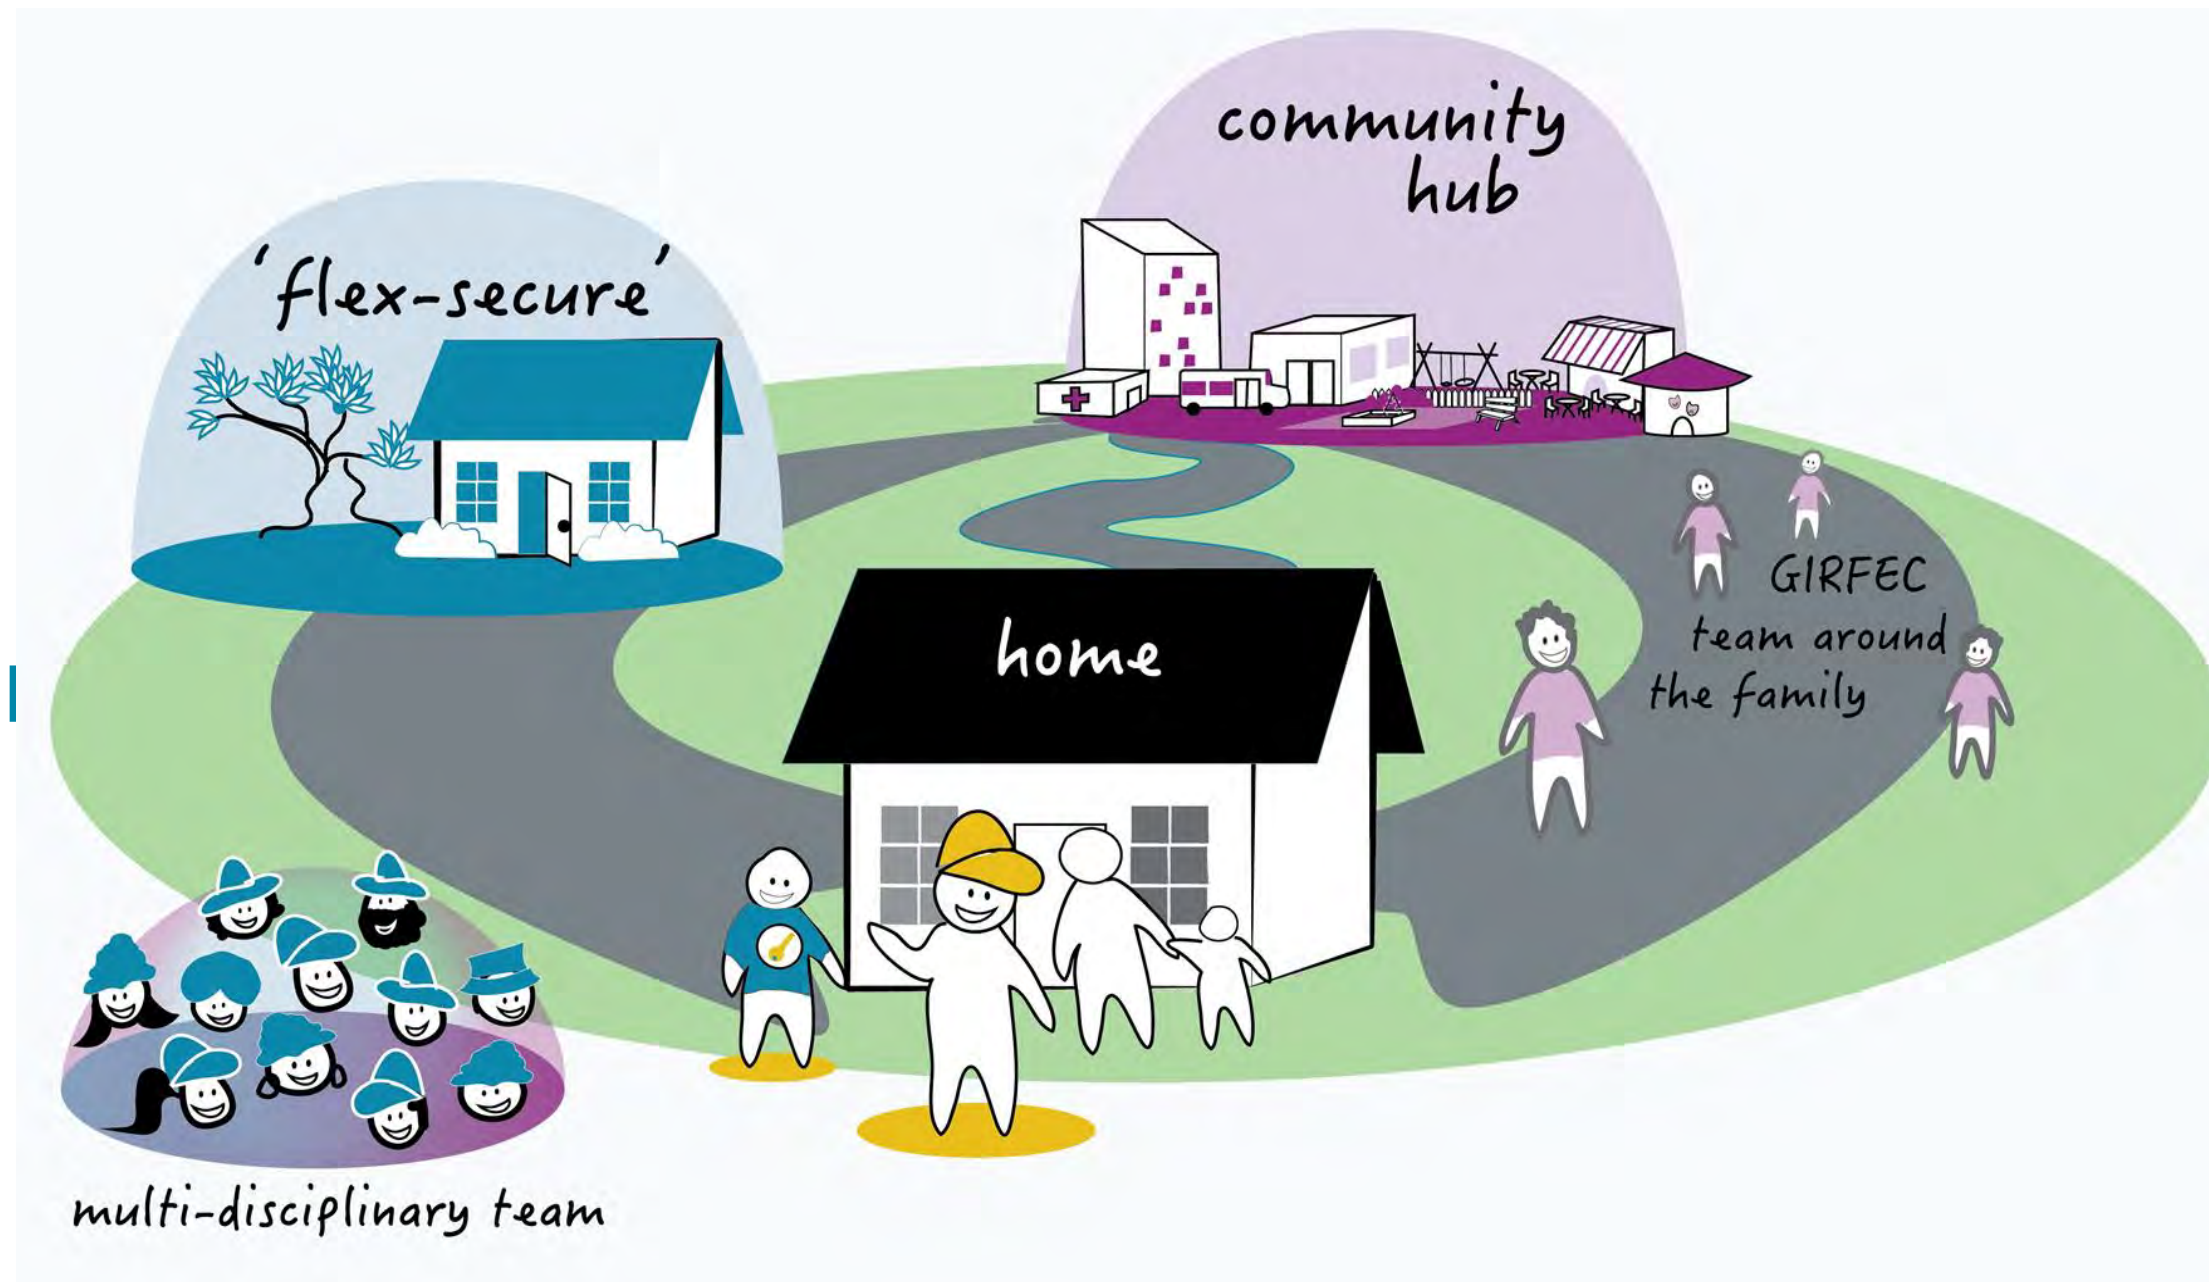 community
hub
'flex-secure'
home
GIRFEC
team around
the family
multi-disciplinary team